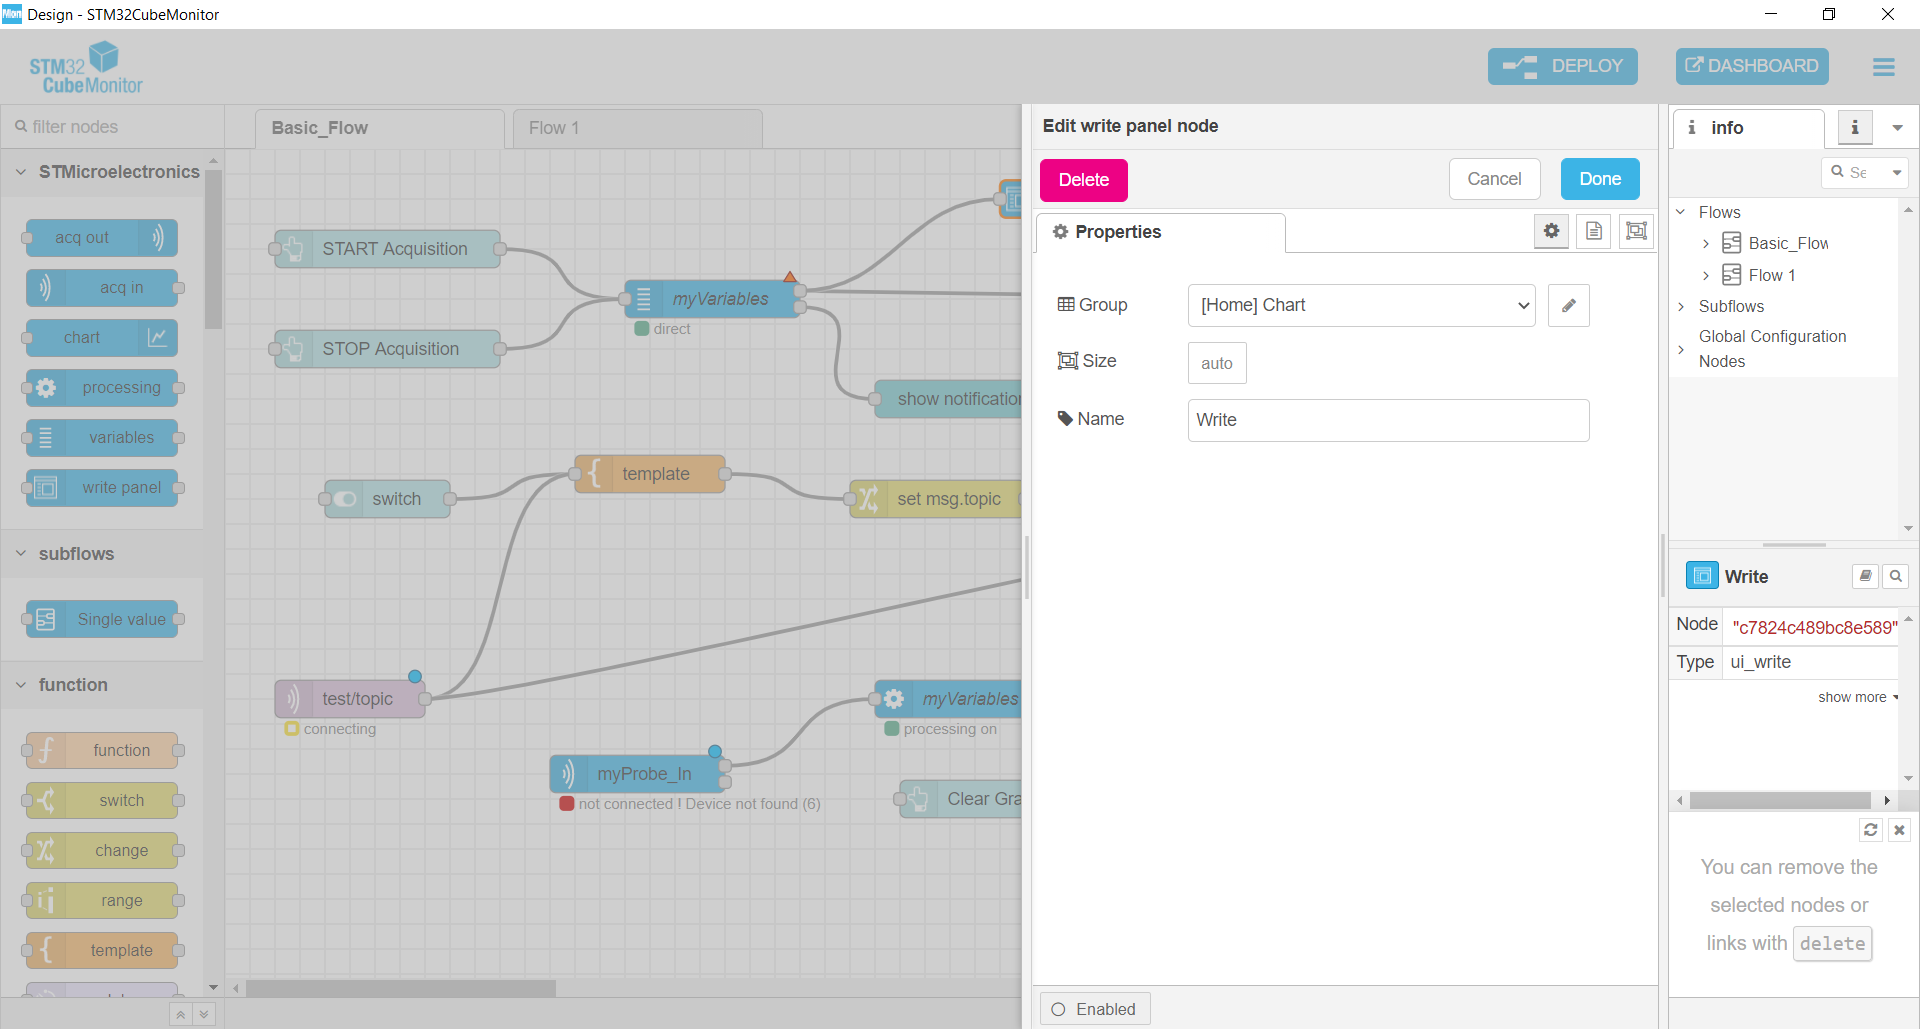 Mon Design - STM32CubeMonitor
STM32
CubeMonitor
DEPLOY
DASHBOARD
filter nodes
STMicroelectronics
acq out
acq in
chart
processing
variables
write panel
subflows
Single value
function
function
switch
change
range
template
Basic_Flow
Flow 1
START Acquisition
STOP Acquisition
myVariables
direct
show notification
switch
template
set msg.topic
test/topic
connecting
myVariables
processing on
myProbe_In
not connected ! Device not found (6)
Clear Gra
Edit write panel node
Delete
Cancel
Done
Properties
Group
[Home] Chart
Size
auto
Name
Write
Enabled
i info
i
Se
Flows
Basic_Flow
Flow 1
Subflows
Global Configuration
Nodes
Write
Node "c7824c489bc8e589"
Type ui_write
show more
You can remove the
selected nodes or
links with delete